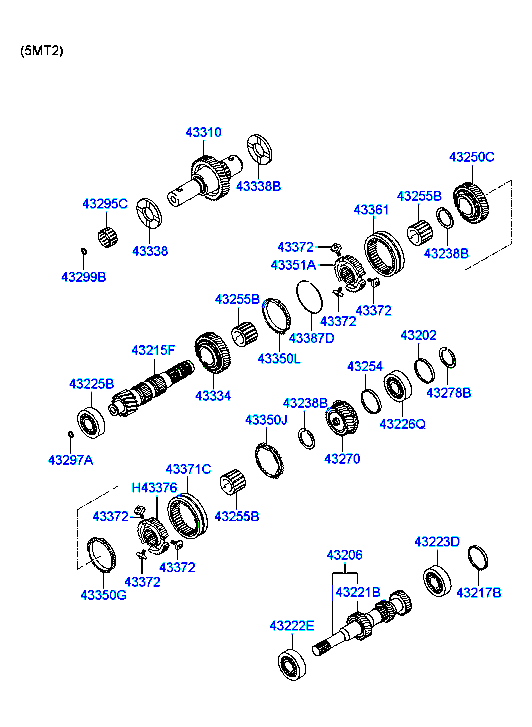 (5MT2)
43310
43250C
43338B
43255B
43295C
43361
43338
43372
43238B
43299B
43351A
43255B
43372
43372
43387D
43202
43215F
43350L
43254
43225B
43334
43278B
43238B
43226Q
43350J
43270
43297A
43371C
H43376
43372
43255B
43223D
43206
43372
43372
43350G
43221B
43217B
43222E